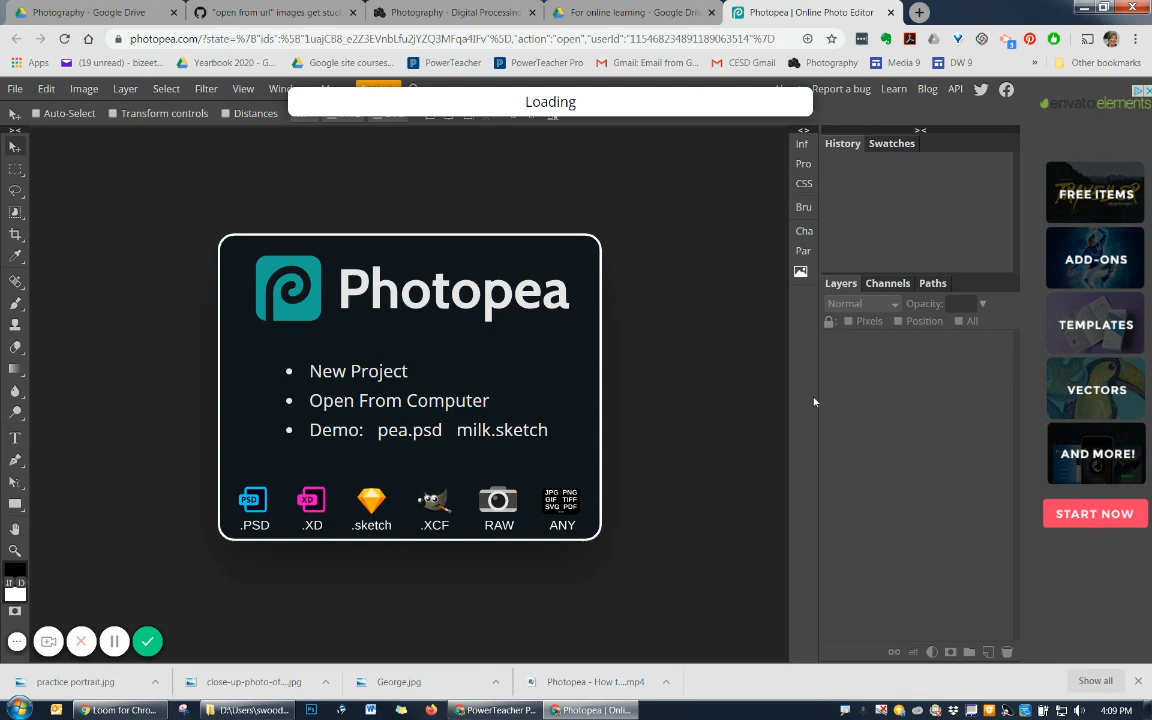 Photography - Google Drive
"open from url" images get stuck
Photography - Digital Processing
For online learning - Google Driv
Photopea | Online Photo Editor
photopea.com/?state=%7B"ids":%5B"1uajCB8_e2Z3EVnbLfu2jYZQ3MFqa4IFv"%5D,"action":"open","userId":"115468234891189063514"%7D
Apps
(19 unread) - bizeet...
Yearbook 2020 - G...
Google site courses...
PowerTeacher
PowerTeacher Pro
Gmail: Email from G...
CESD Gmail
Photography
Media 9
DW 9
»
Other bookmarks
File Edit Image Layer Select Filter View
Report a bug Learn Blog API
Loading
envato elements
Auto-Select Transform controls Distances
>< <> ><
Inf
Pro
CSS
Bru
Cha
Par
History Swatches
Photopea
New Project
Open From Computer
Demo: pea.psd milk.sketch
PSD XD JPG PNG GIF TIFF SVG PDF
.PSD .XD .sketch .XCF RAW ANY
Layers Channels Paths
Normal Opacity:
Pixels Position All
eff
FREE ITEMS
ADD-ONS
TEMPLATES
VECTORS
AND MORE!
START NOW
T
D
practice portrait.jpg
close-up-photo-of....jpg
George.jpg
Photopea - How t....mp4
Show all
Loom for Chro...
D:\Users\swood...
Ps
PowerTeacher P...
Photopea | Onli...
4:09 PM